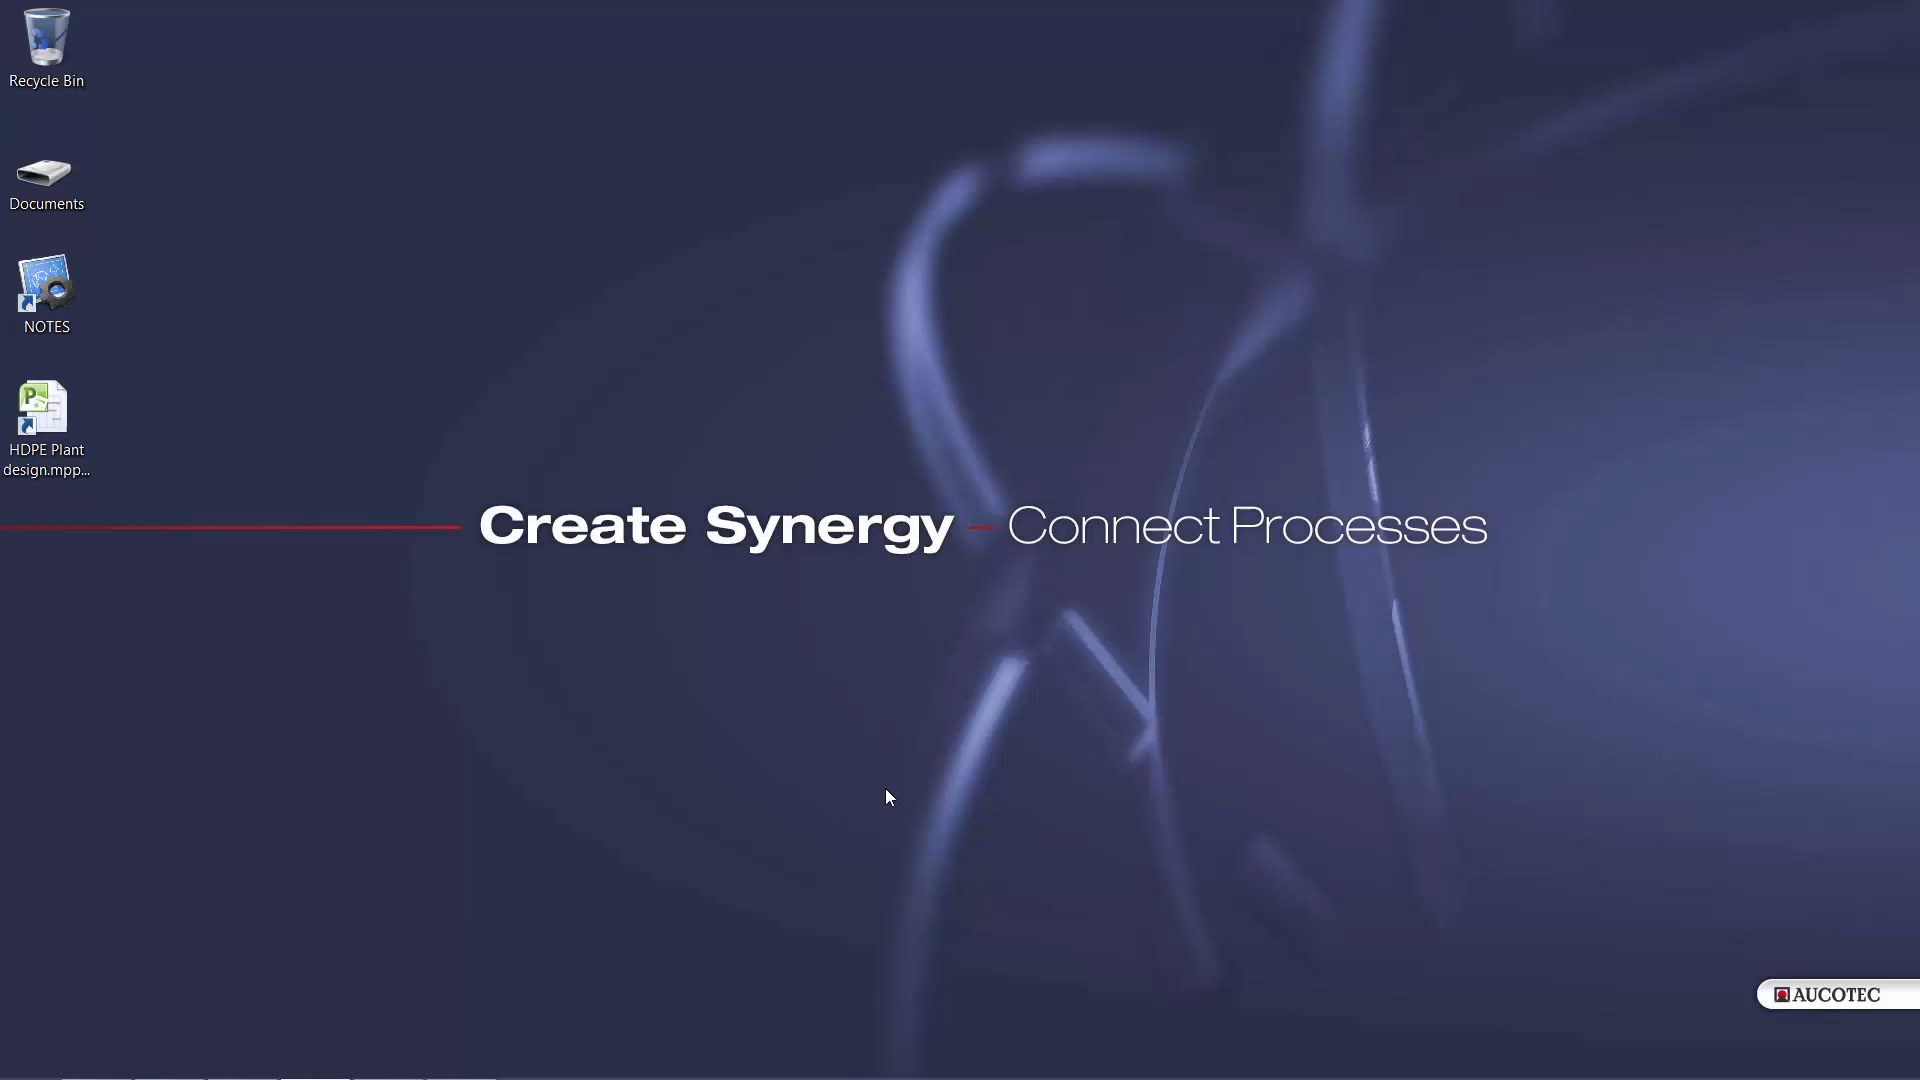 Recycle Bin
Documents
NOTES
HDPE Plant
design.mpp...
Create Synergy – Connect Processes
AUCOTEC